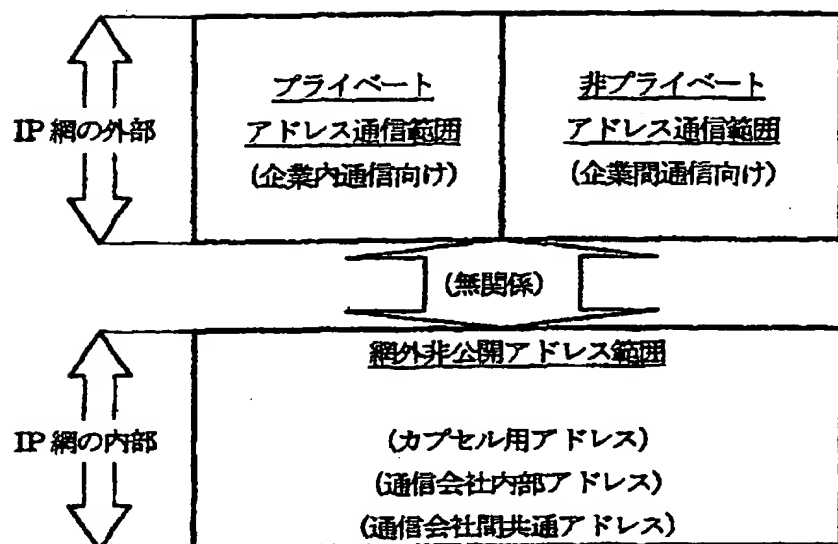 IP 網の外部
プライベート
アドレス通信範囲
(企業内通信向け)
非プライベート
アドレス通信範囲
(企業間通信向け)
(無関係)
IP 網の内部
網外非公開アドレス範囲
(カプセル用アドレス)
(通信会社内部アドレス)
(通信会社間共通アドレス)